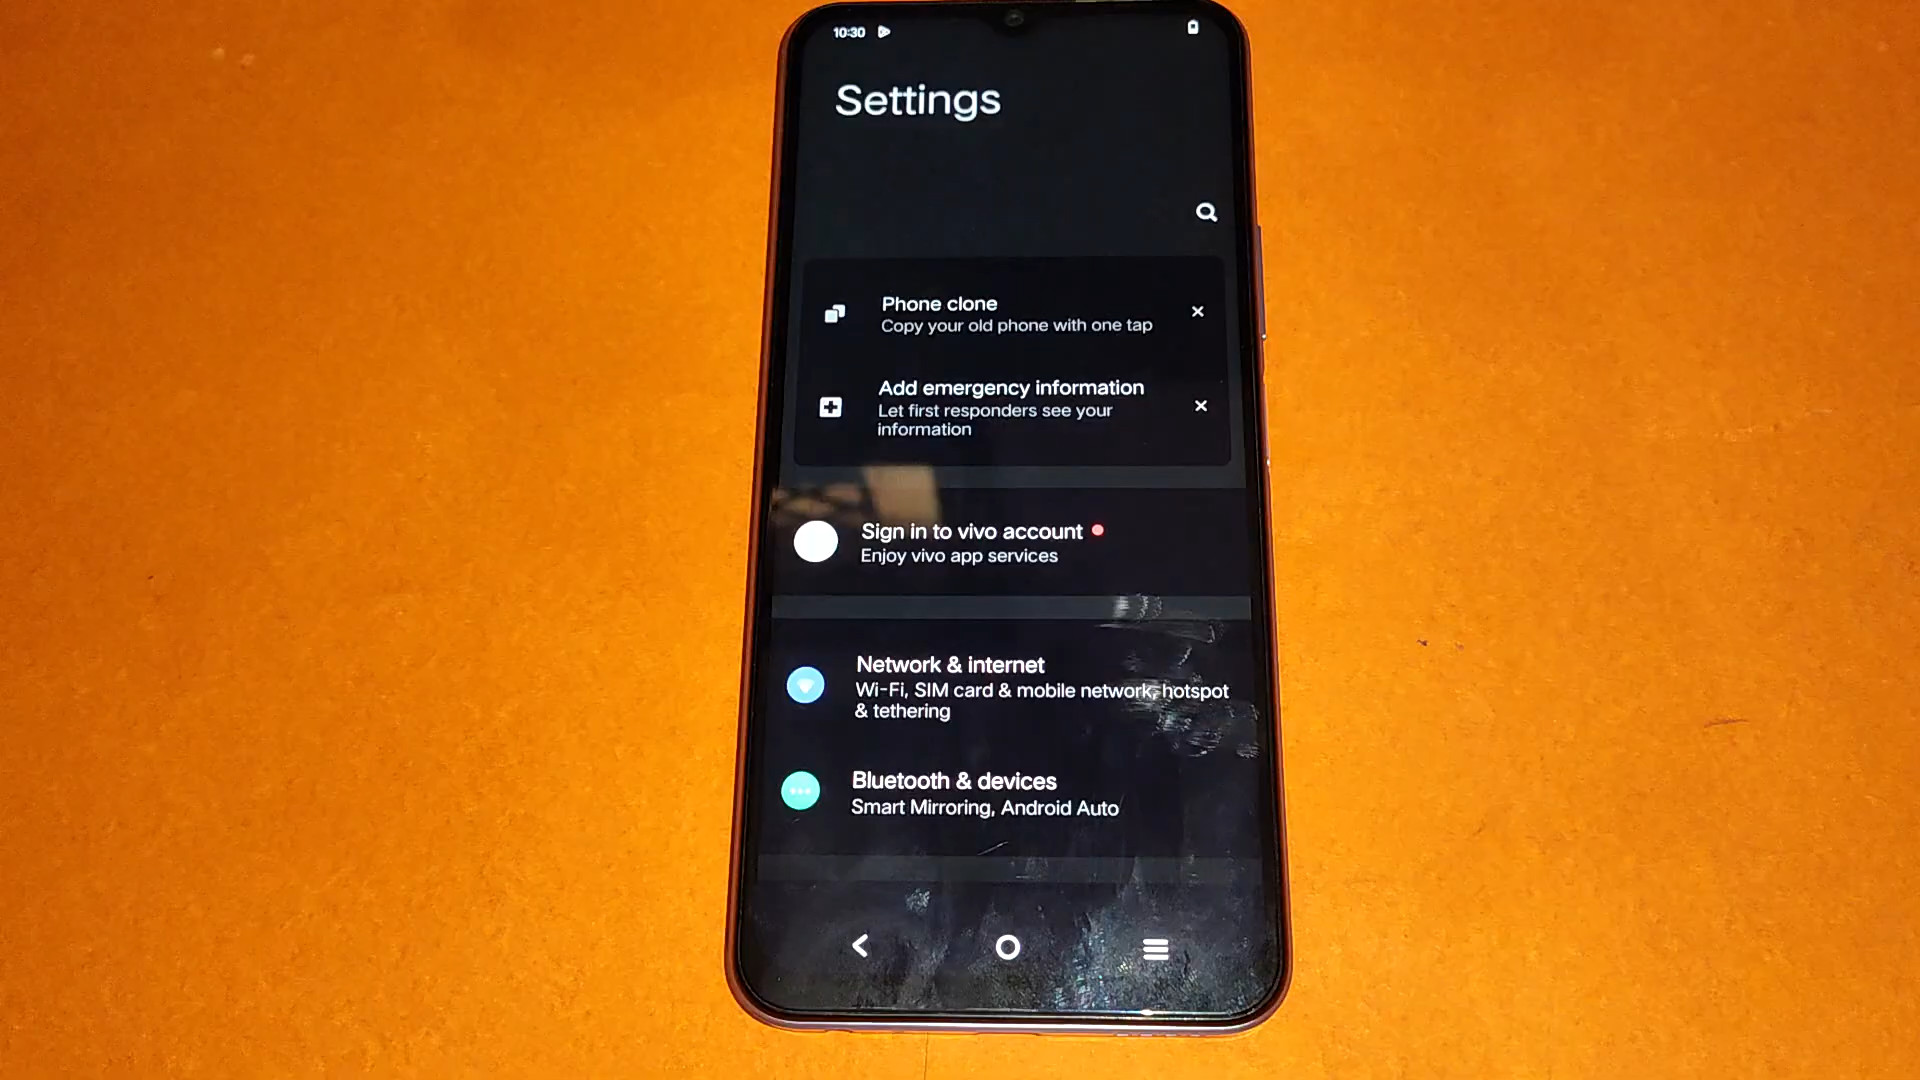 10:30
Settings
Phone clone
Copy your old phone with one tap
Add emergency information
Let first responders see your
information
Sign in to vivo account
Enjoy vivo app services
Network & internet
Wi-Fi, SIM card & mobile network, hotspot
& tethering
Bluetooth & devices
Smart Mirroring, Android Auto